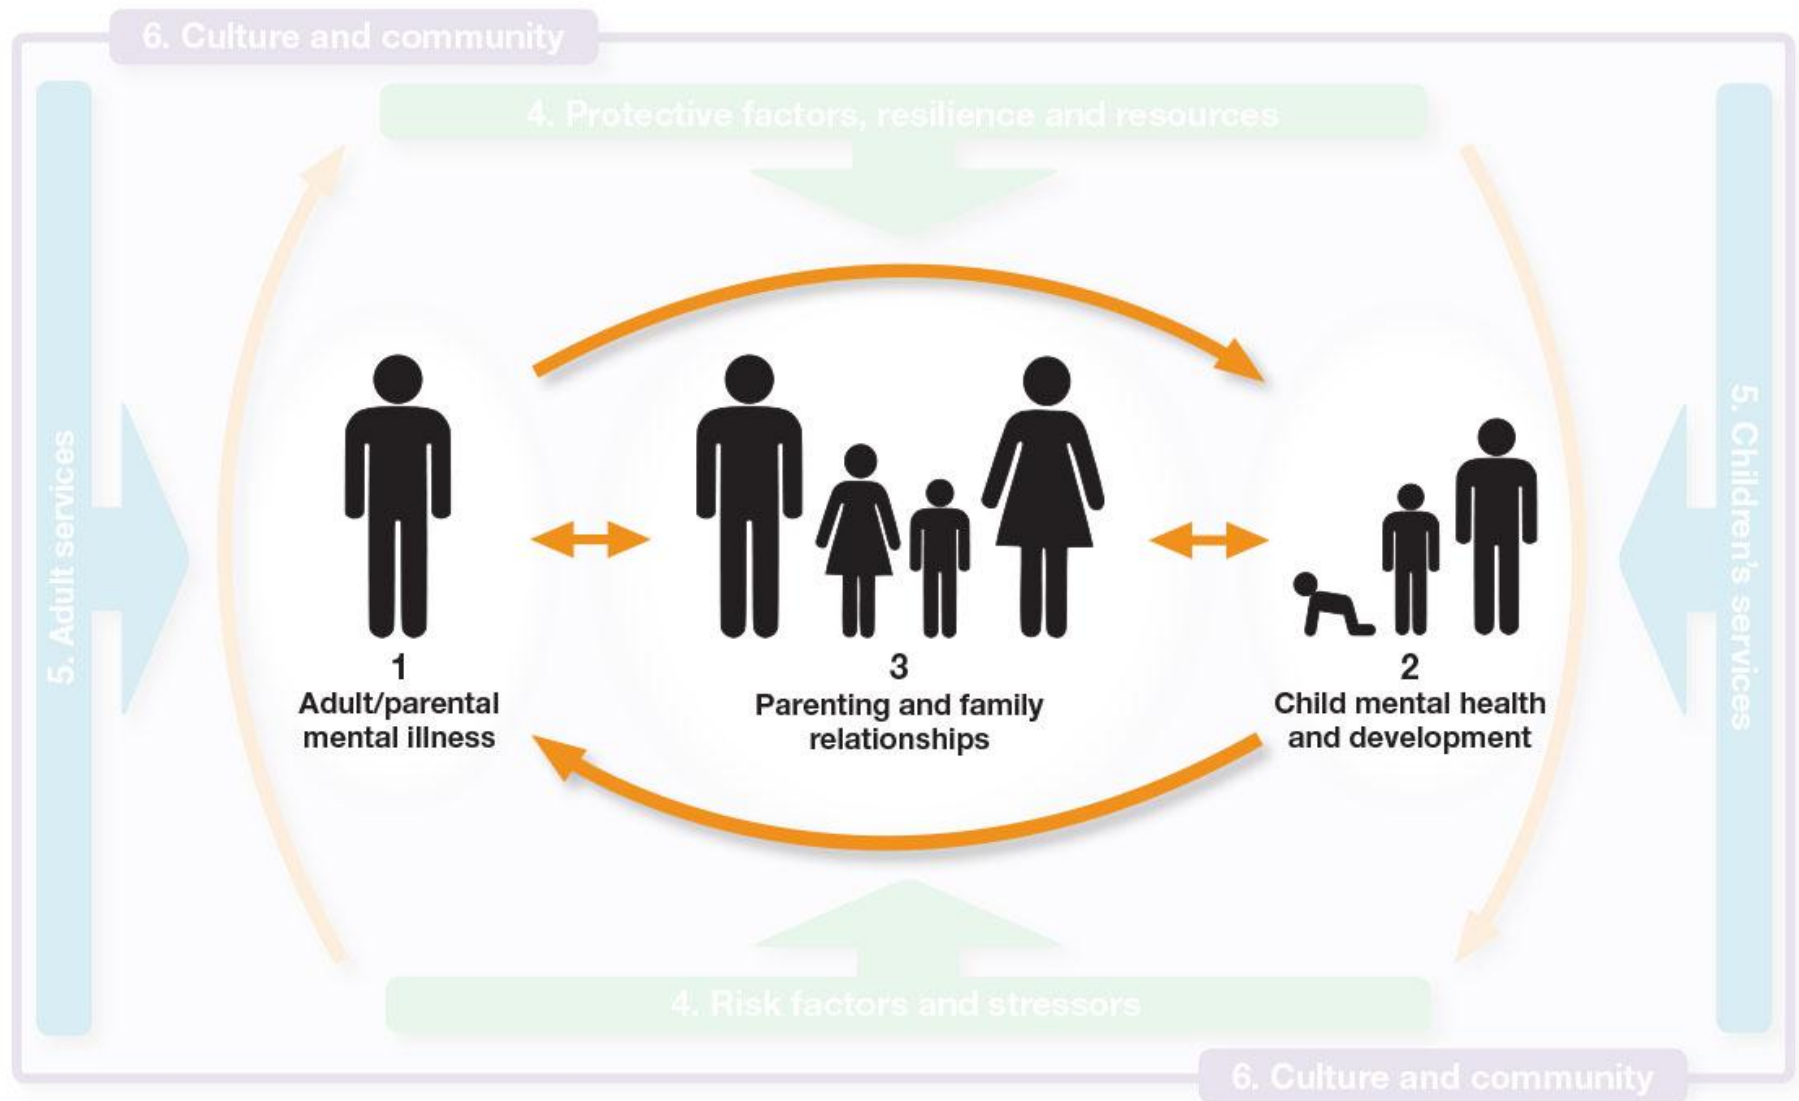 6. Culture and community
4. Protective factors, resilience and resources
5. Adult services
5. Children's services
1
Adult/parental
mental illness
3
Parenting and family
relationships
2
Child mental health
and development
4. Risk factors and stressors
6. Culture and community